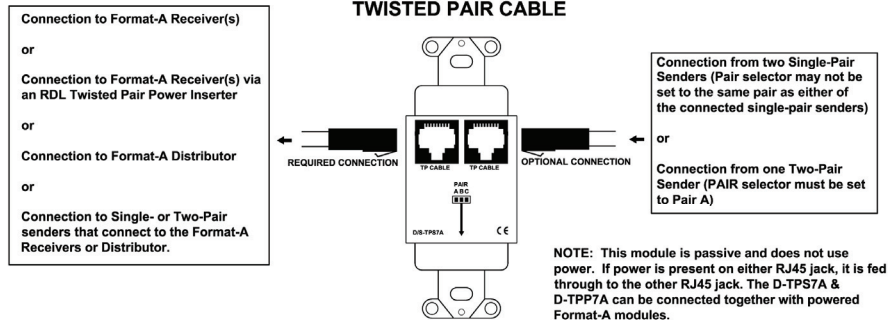 TWISTED PAIR CABLE
Connection to Format-A Receiver(s)
or
Connection to Format-A Receiver(s) via
an RDL Twisted Pair Power Inserter
or
Connection to Format-A Distributor
or
Connection to Single- or Two-Pair
senders that connect to the Format-A
Receivers or Distributor.
REQUIRED CONNECTION
TP CABLE
TP CABLE
PAIR
A B C
D/S-TPS7A
CE
OPTIONAL CONNECTION
Connection from two Single-Pair
Senders (Pair selector may not be
set to the same pair as either of
the connected single-pair senders)
or
Connection from one Two-Pair
Sender (PAIR selector must be set
to Pair A)
NOTE: This module is passive and does not use
power. If power is present on either RJ45 jack, it is fed
through to the other RJ45 jack. The D-TPS7A &
D-TPP7A can be connected together with powered
Format-A modules.